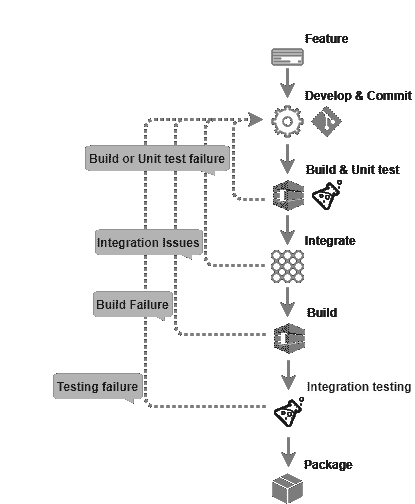 Feature
Develop & Commit
Build or Unit test failure
Build & Unit test
Integration Issues
Integrate
Build Failure
Build
Testing failure
Integration testing
Package